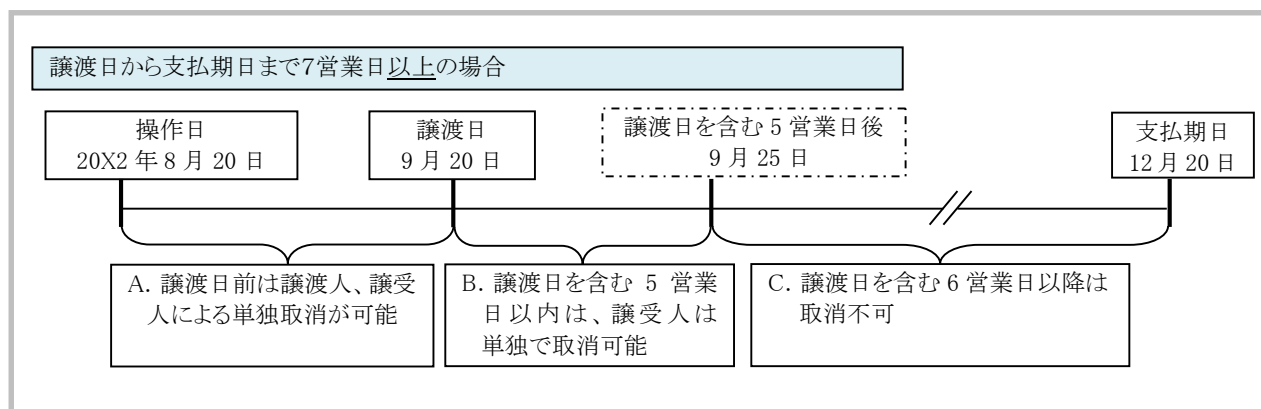 譲渡日から支払期日まで7営業日以上の場合
操作日
20X2 年 8 月 20 日
譲渡日
9 月 20 日
譲渡日を含む 5 営業日後
9 月 25 日
支払期日
12 月 20 日
A. 譲渡日前は譲渡人、譲受
人による単独取消が可能
B. 譲渡日を含む 5 営業
日以内は、譲受人は
単独で取消可能
C. 譲渡日を含む 6 営業日以降は
取消不可